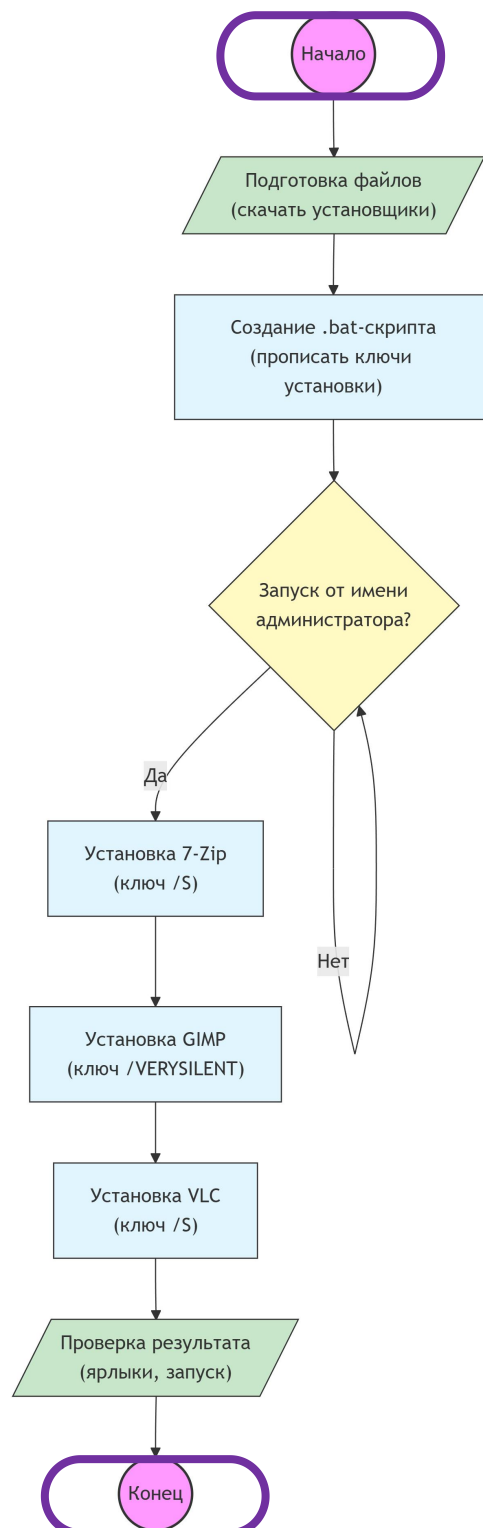 Начало
Подготовка файлов
(скачать установщики)
Создание .bat-скрипта
(прописать ключи
установки)
Запуск от имени
администратора?
Да
Установка 7-Zip
(ключ /S)
Нет
Установка GIMP
(ключ /VERYSILENT)
Установка VLC
(ключ /S)
Проверка результата
(ярлыки, запуск)
Конец